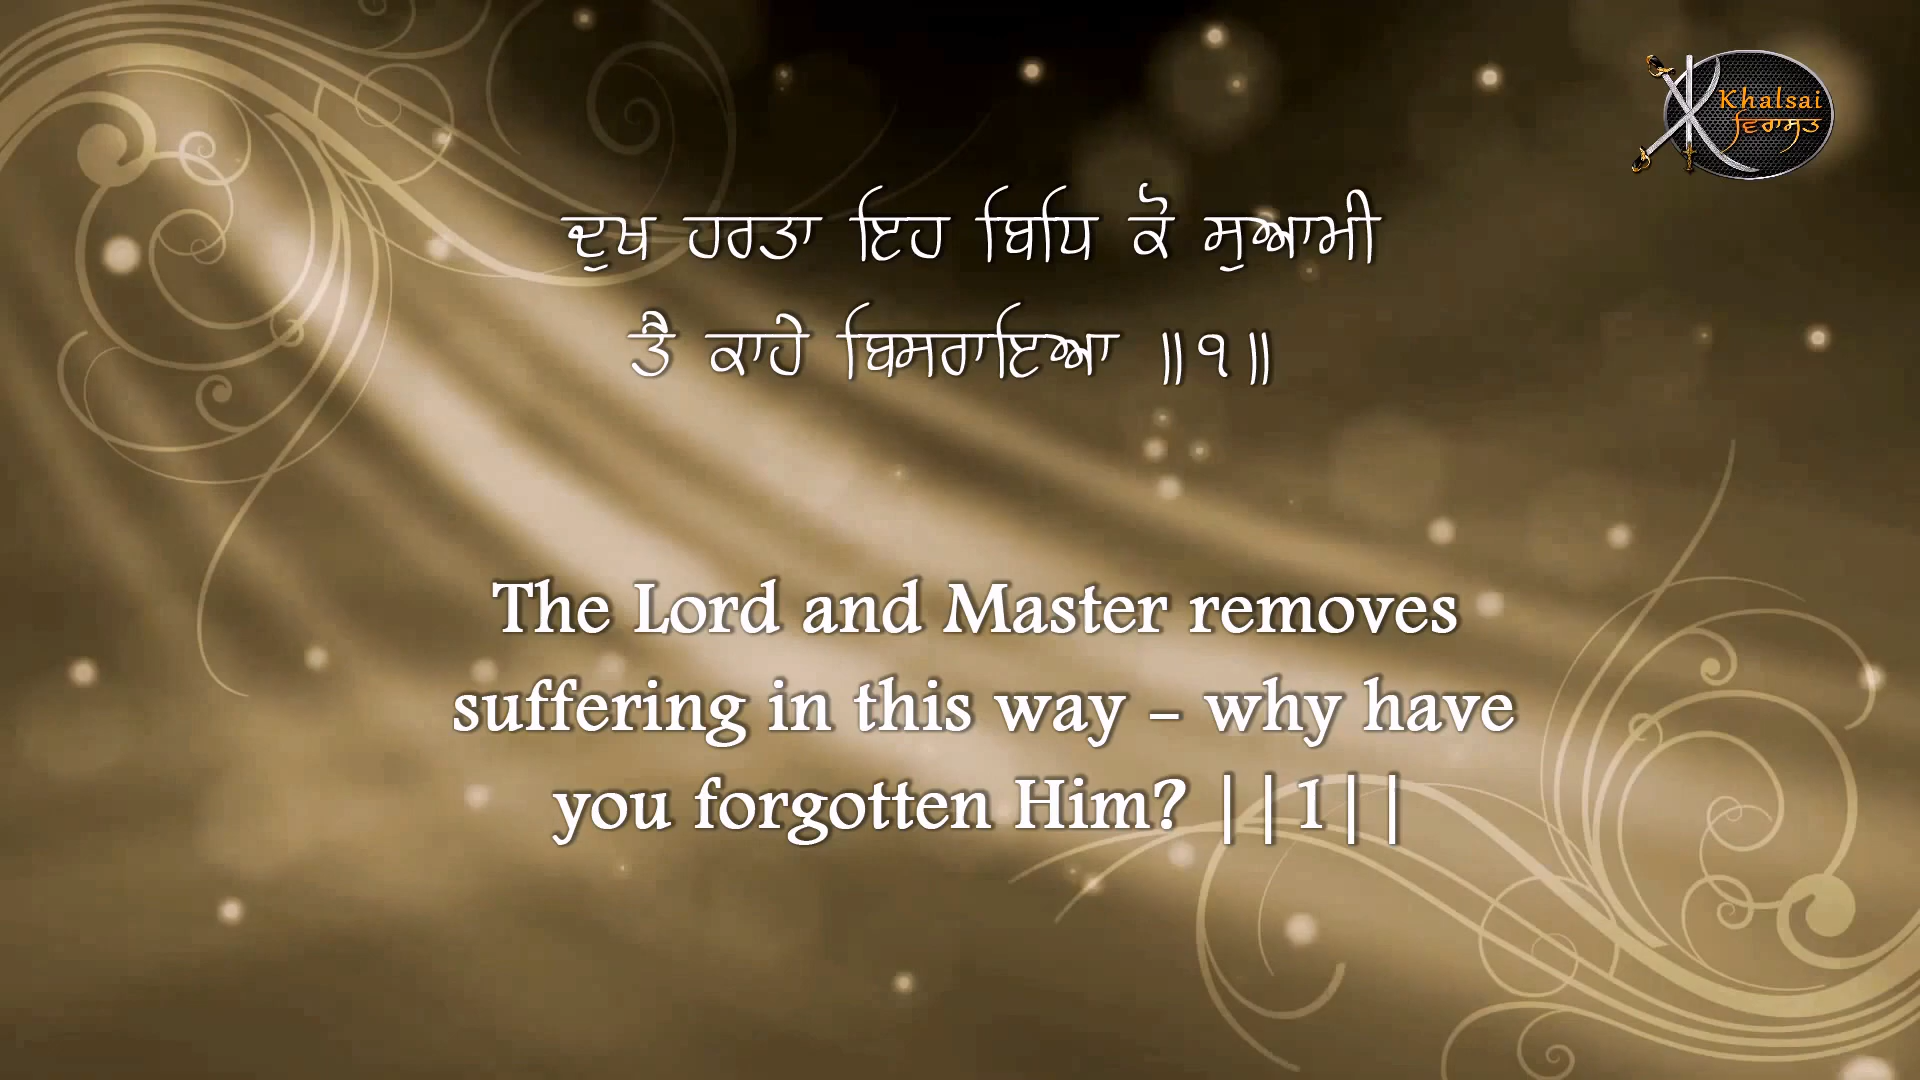 Khalsai
ਵਿਰਾਸਤ
ਦੁਖ ਹਰਤਾ ਇਹ ਬਿਧਿ ਕੋ ਸੁਆਮੀ
ਤੈ ਕਾਹੇ ਬਿਸਰਾਇਆ ॥੧॥
The Lord and Master removes
suffering in this way – why have
you forgotten Him? ||1||